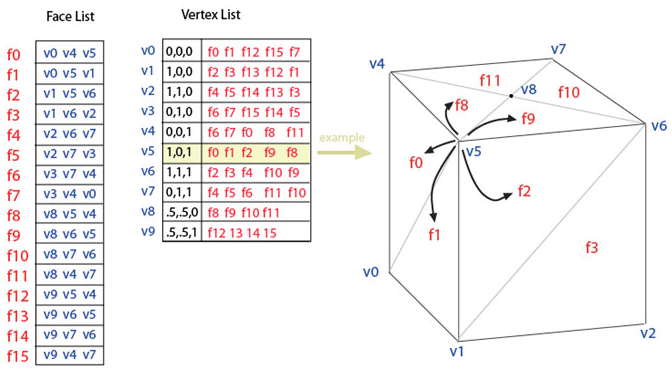 Face List
f0 v0 v4 v5
f1 v0 v5 v1
f2 v1 v5 v6
f3 v1 v6 v2
f4 v2 v6 v7
f5 v2 v7 v3
f6 v3 v7 v4
f7 v3 v4 v0
f8 v8 v5 v4
f9 v8 v6 v5
f10 v8 v7 v6
f11 v8 v4 v7
f12 v9 v5 v4
f13 v9 v6 v5
f14 v9 v7 v6
f15 v9 v4 v7
Vertex List
v0 0,0,0 f0 f1 f12 f15 f7
v1 1,0,0 f2 f3 f13 f12 f1
v2 1,1,0 f4 f5 f14 f13 f3
v3 0,1,0 f6 f7 f15 f14 f5
v4 0,0,1 f6 f7 f0 f8 f11
v5 1,0,1 f0 f1 f2 f9 f8
v6 1,1,1 f2 f3 f4 f10 f9
v7 0,1,1 f4 f5 f6 f11 f10
v8 .5,.5,0 f8 f9 f10 f11
v9 .5,.5,1 f12 13 14 15
example
v7
v4
f11
v8
f10
f8
f9
v6
v5
f0
f2
f1
f3
v0
v2
v1